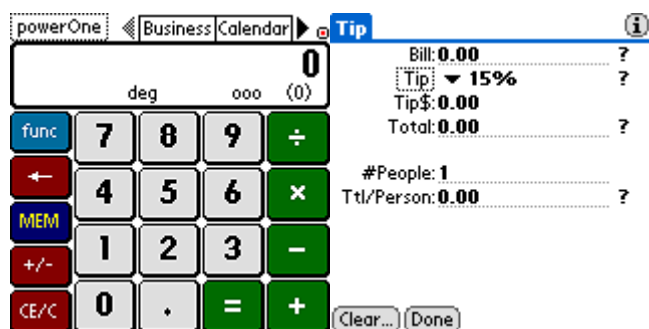 powerOne Business Calendar
0
deg ooo (0)
func 7 8 9 ÷
← 4 5 6 ×
MEM
1 2 3 −
+/-
CE/C 0 . = +
Tip i
Bill: 0.00 ?
Tip ▼ 15% ?
Tip$: 0.00
Total: 0.00 ?
#People: 1
Ttl/Person: 0.00 ?
Clear... Done